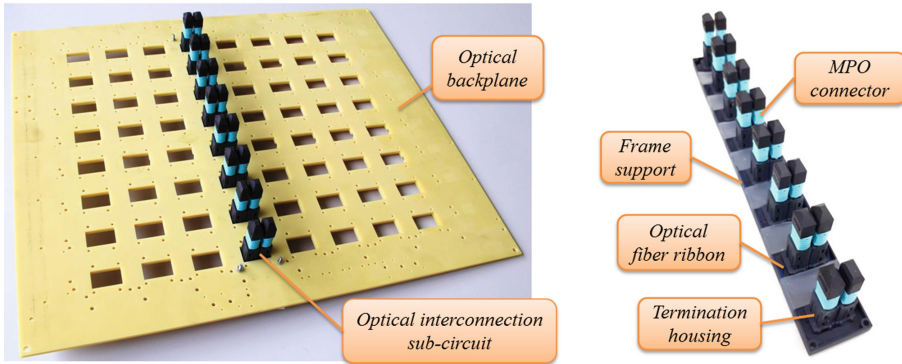 Optical
backplane
Optical interconnection
sub-circuit
MPO
connector
Frame
support
Optical
fiber ribbon
Termination
housing